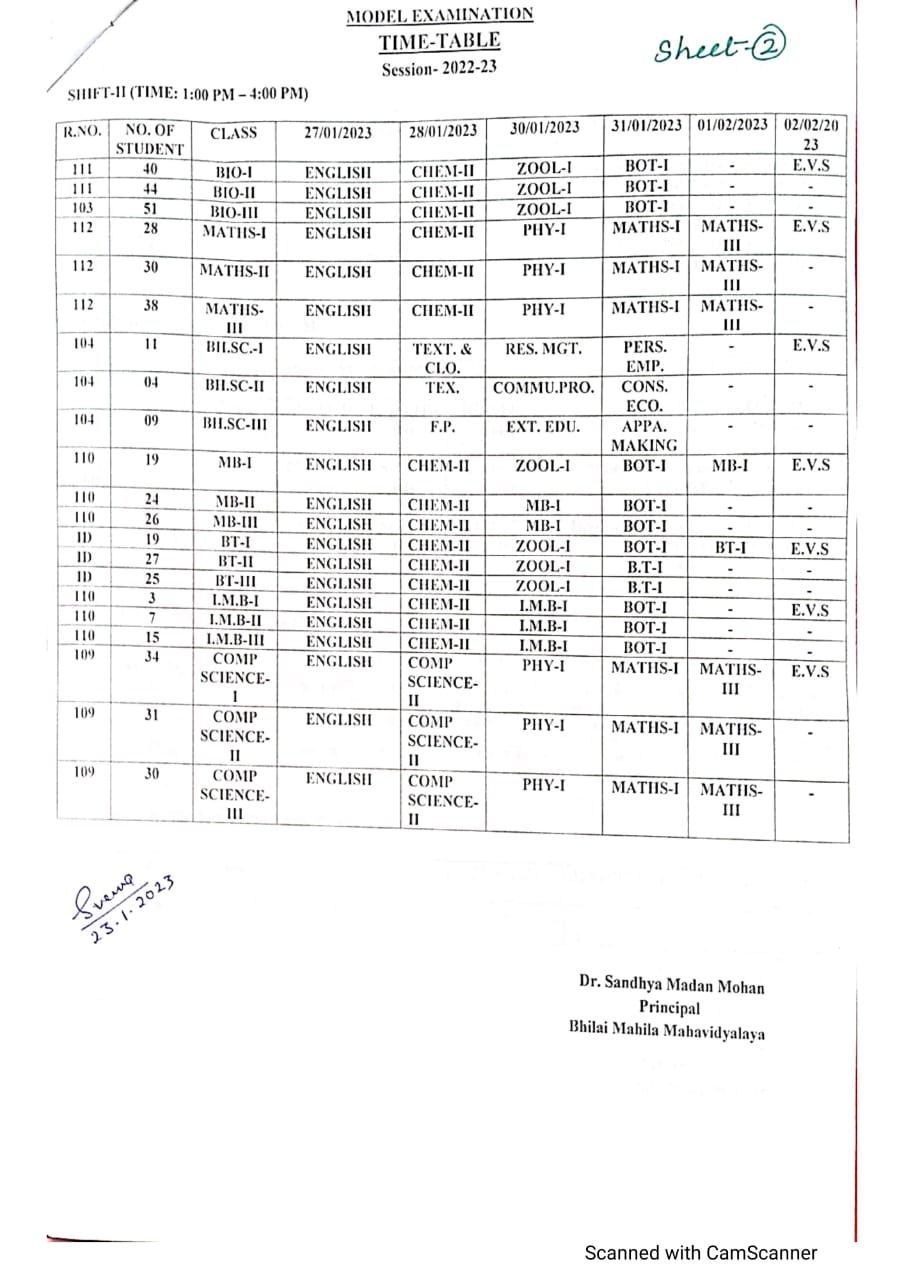 MODEL EXAMINATION
TIME-TABLE
Session- 2022-23
Sheet-2
SHIFT-II (TIME: 1:00 PM – 4:00 PM)
R.NO. NO. OF STUDENT CLASS 27/01/2023 28/01/2023 30/01/2023 31/01/2023 01/02/2023 02/02/2023
111 40 BIO-I ENGLISH CHEM-II ZOOL-I BOT-I - E.V.S
111 44 BIO-II ENGLISH CHEM-II ZOOL-I BOT-I - -
103 51 BIO-III ENGLISH CHEM-II ZOOL-I BOT-I - -
112 28 MATHS-I ENGLISH CHEM-II PHY-I MATHS-I MATHS-III E.V.S
112 30 MATHS-II ENGLISH CHEM-II PHY-I MATHS-I MATHS-III -
112 38 MATHS-III ENGLISH CHEM-II PHY-I MATHS-I MATHS-III -
104 11 BH.SC.-I ENGLISH TEXT. & CLO. RES. MGT. PERS. EMP. - E.V.S
104 04 BH.SC-II ENGLISH TEX. COMMU.PRO. CONS. ECO. - -
104 09 BH.SC-III ENGLISH F.P. EXT. EDU. APPA. MAKING - -
110 19 MB-I ENGLISH CHEM-II ZOOL-I BOT-I MB-I E.V.S
110 24 MB-II ENGLISH CHEM-II MB-I BOT-I - -
110 26 MB-III ENGLISH CHEM-II MB-I BOT-I - -
ID 19 BT-I ENGLISH CHEM-II ZOOL-I BOT-I BT-I E.V.S
ID 27 BT-II ENGLISH CHEM-II ZOOL-I B.T-I - -
ID 25 BT-III ENGLISH CHEM-II ZOOL-I B.T-I - -
110 3 I.M.B-I ENGLISH CHEM-II I.M.B-I BOT-I - E.V.S
110 7 I.M.B-II ENGLISH CHEM-II I.M.B-I BOT-I - -
110 15 I.M.B-III ENGLISH CHEM-II I.M.B-I BOT-I - -
109 34 COMP SCIENCE-I ENGLISH COMP SCIENCE-II PHY-I MATHS-I MATHS-III E.V.S
109 31 COMP SCIENCE-II ENGLISH COMP SCIENCE-II PHY-I MATHS-I MATHS-III -
109 30 COMP SCIENCE-III ENGLISH COMP SCIENCE-II PHY-I MATHS-I MATHS-III -
23.1.2023
Dr. Sandhya Madan Mohan
Principal
Bhilai Mahila Mahavidyalaya
Scanned with CamScanner